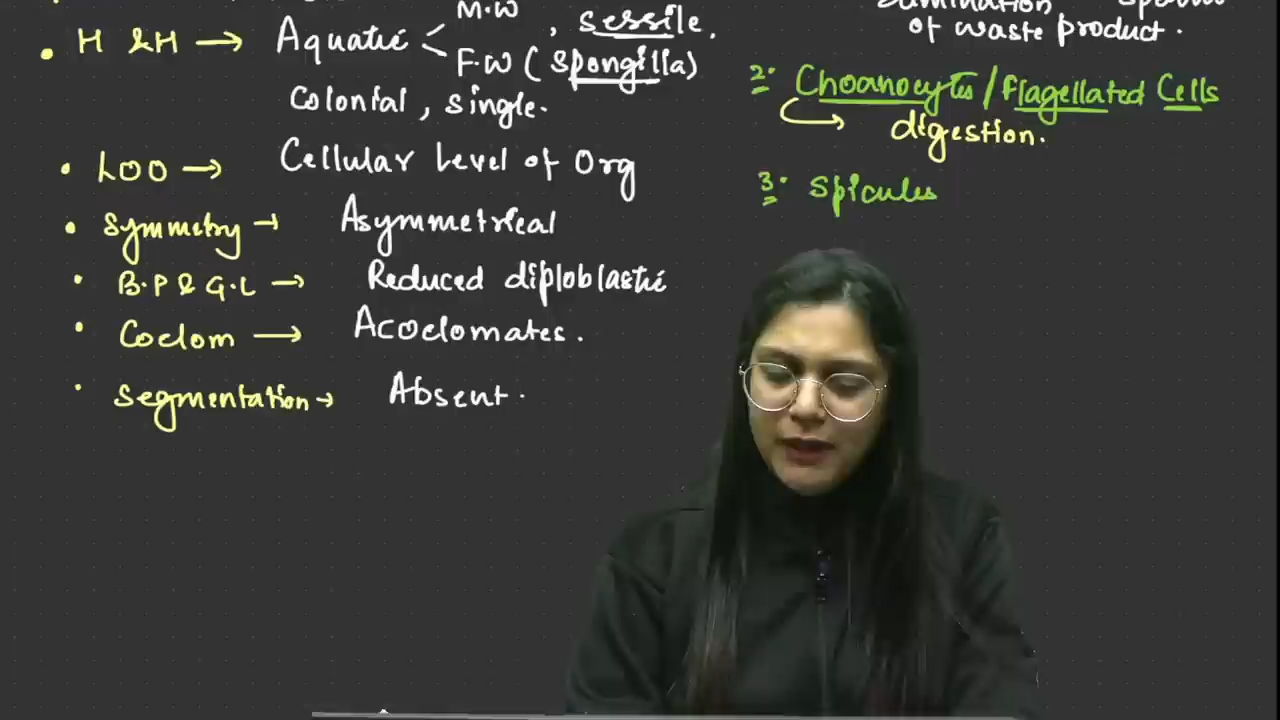 M.W
• H & H → Aquatic < , sessile.
F.W ( Spongilla)
Colonial, single.
• LOO → Cellular Level of Org
• Symmetry → Asymmetrical
• B.P & G.L → Reduced diploblastic
• Coelom → Acoelomates.
• Segmentation → Absent.
of waste product.
2. Choanocytes / flagellated Cells
→ digestion.
3. Spicules